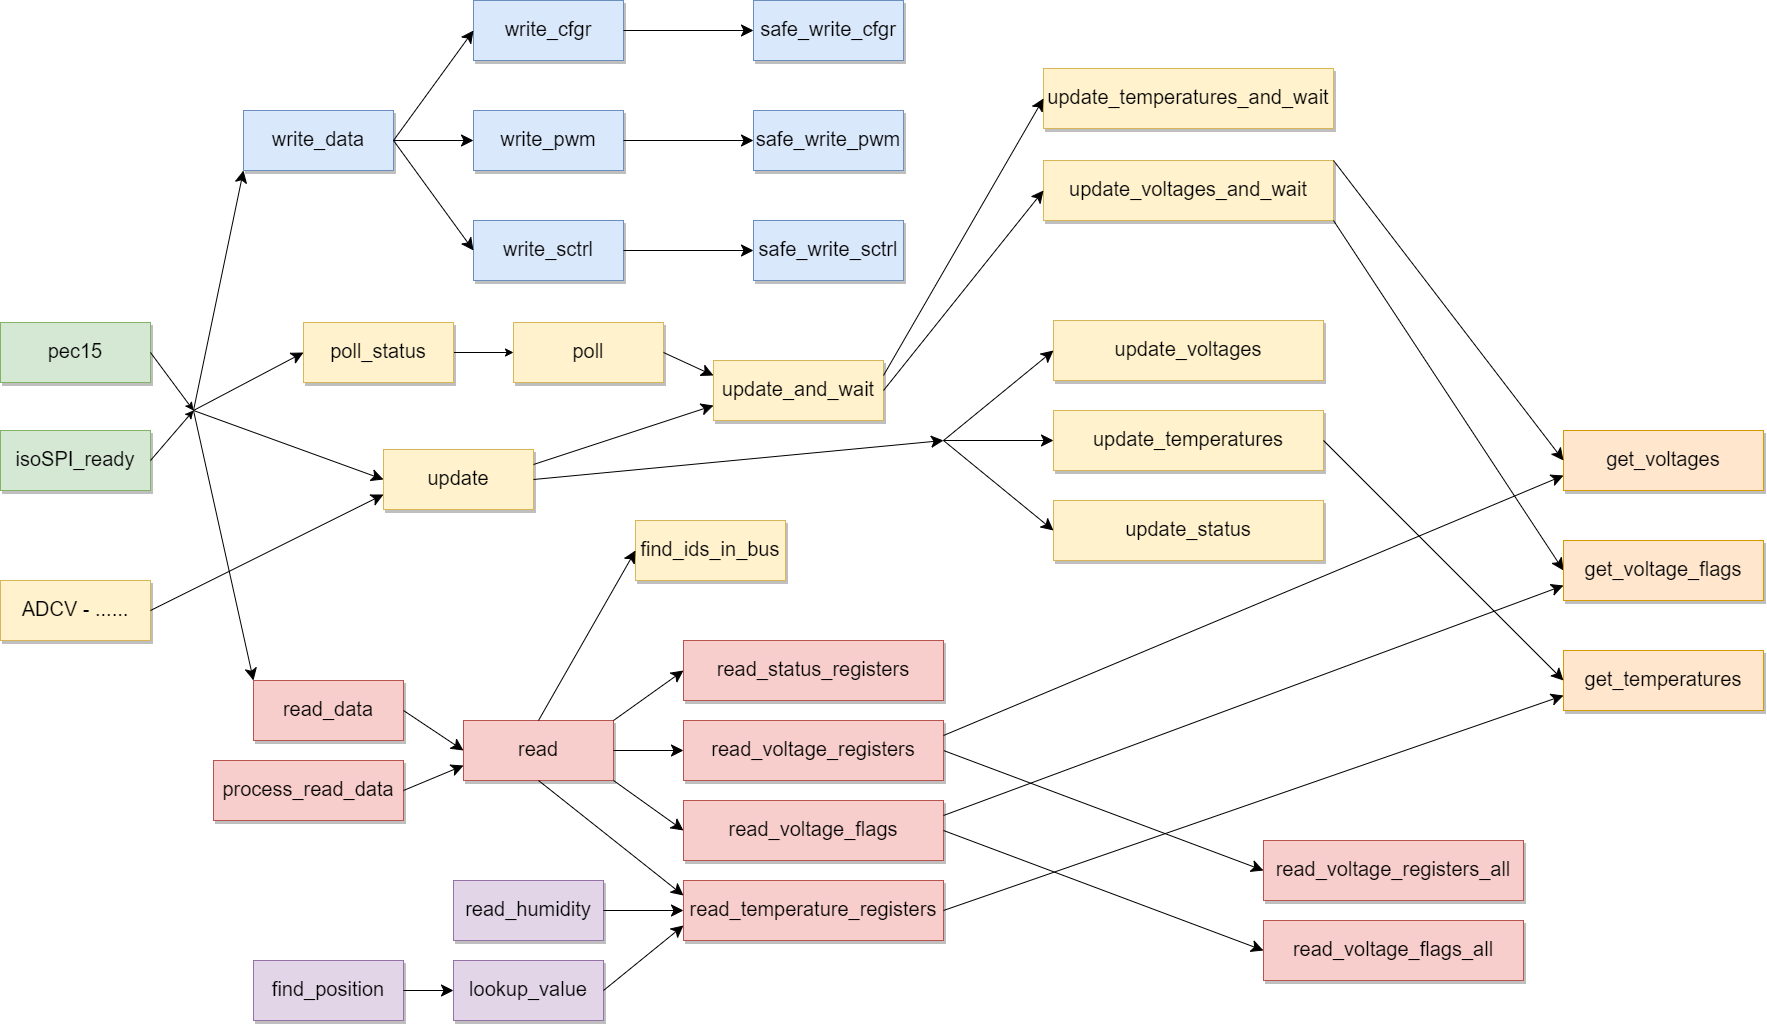 write_cfgr
safe_write_cfgr
update_temperatures_and_wait
write_data
write_pwm
safe_write_pwm
update_voltages_and_wait
write_sctrl
safe_write_sctrl
pec15
poll_status
poll
update_and_wait
update_voltages
isoSPI_ready
update
update_temperatures
get_voltages
find_ids_in_bus
update_status
get_voltage_flags
ADCV - ......
read_data
read_status_registers
get_temperatures
process_read_data
read
read_voltage_registers
read_voltage_flags
read_voltage_registers_all
read_humidity
read_temperature_registers
read_voltage_flags_all
find_position
lookup_value